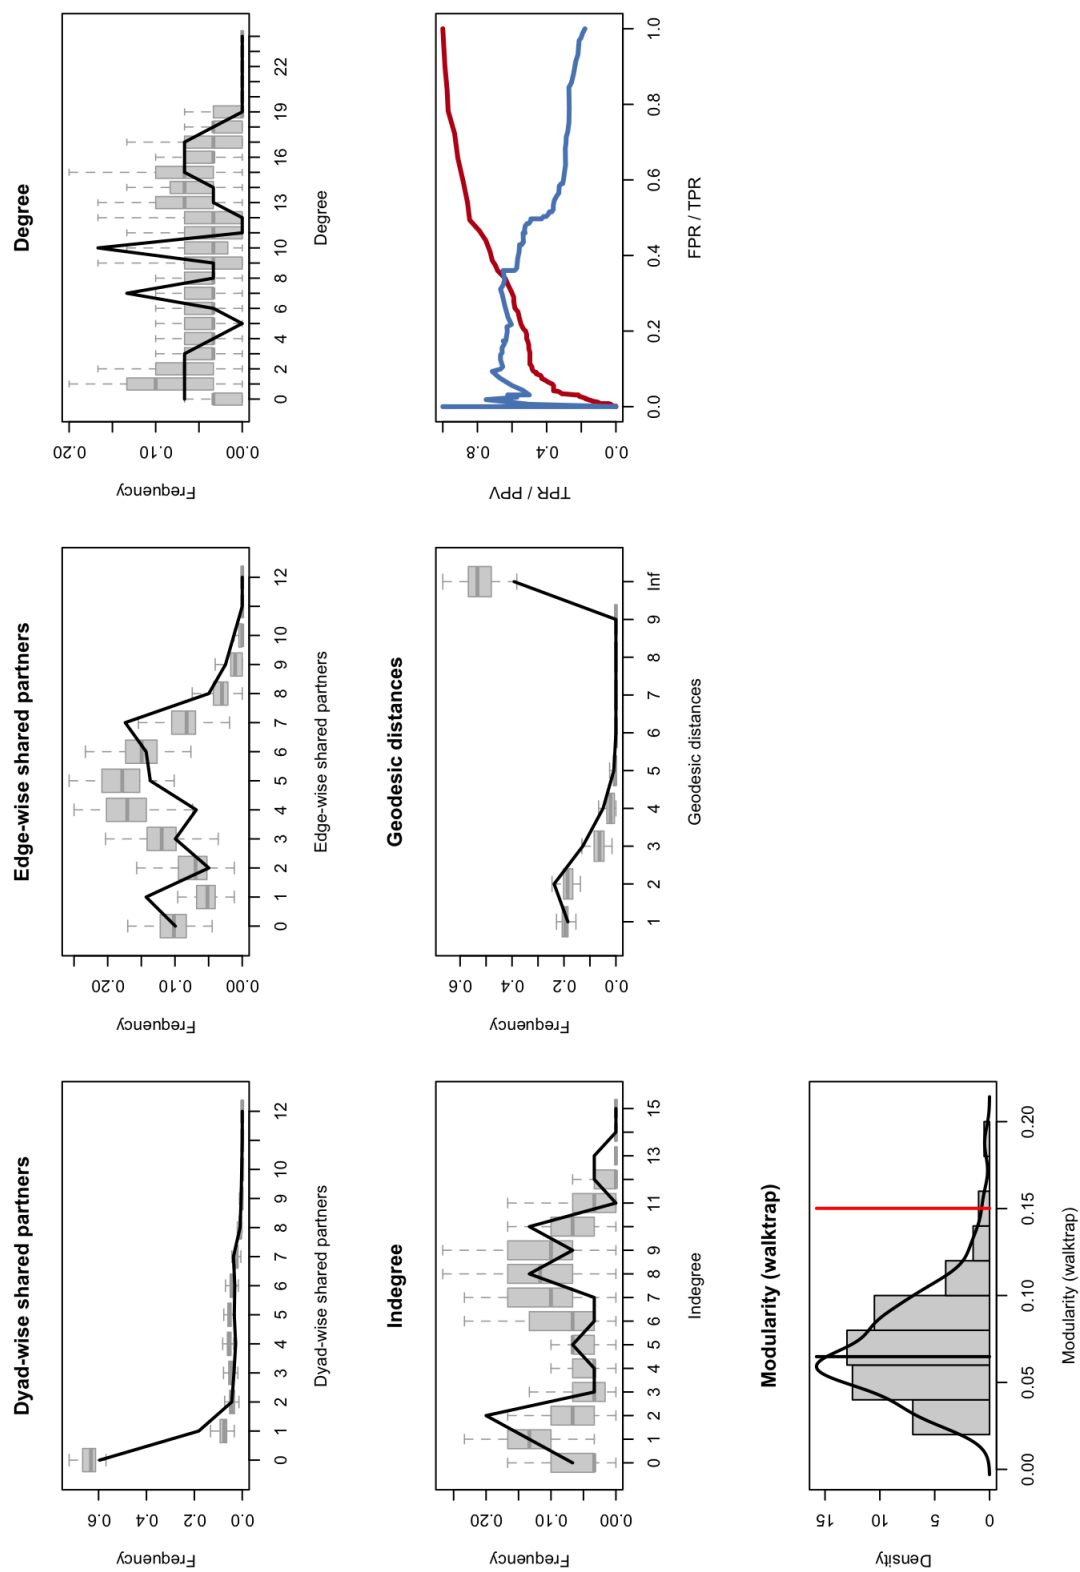 Dyad-wise shared partners
Frequency
0.0 0.2 0.4 0.6
0 1 2 3 4 5 6 7 8 9 10 12
Dyad-wise shared partners
Edge-wise shared partners
Frequency
0.00 0.10 0.20
0 1 2 3 4 5 6 7 8 9 10 12
Edge-wise shared partners
Degree
Frequency
0.00 0.10 0.20
0 2 4 6 8 10 13 16 19 22
Degree
Indegree
Frequency
0.00 0.10 0.20
0 1 2 3 4 5 6 7 8 9 11 13 15
Indegree
Geodesic distances
Frequency
0.0 0.2 0.4 0.6
1 2 3 4 5 6 7 8 9 Inf
Geodesic distances
TPR / PPV
0.0 0.4 0.8
0.0 0.2 0.4 0.6 0.8 1.0
FPR / TPR
Modularity (walktrap)
Density
0 5 10 15
0.00 0.05 0.10 0.15 0.20
Modularity (walktrap)